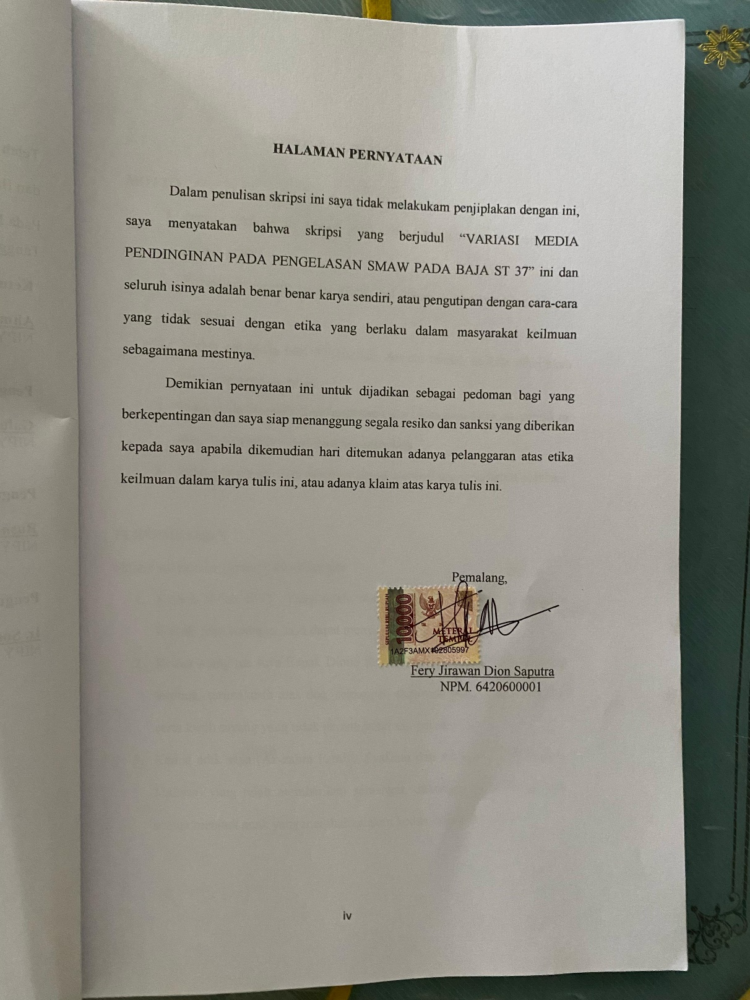 HALAMAN PERNYATAAN
Dalam penulisan skripsi ini saya tidak melakukam penjiplakan dengan ini,
saya menyatakan bahwa skripsi yang berjudul “VARIASI MEDIA
PENDINGINAN PADA PENGELASAN SMAW PADA BAJA ST 37” ini dan
seluruh isinya adalah benar benar karya sendiri, atau pengutipan dengan cara-cara
yang tidak sesuai dengan etika yang berlaku dalam masyarakat keilmuan
sebagaimana mestinya.
Demikian pernyataan ini untuk dijadikan sebagai pedoman bagi yang
berkepentingan dan saya siap menanggung segala resiko dan sanksi yang diberikan
kepada saya apabila dikemudian hari ditemukan adanya pelanggaran atas etika
keilmuan dalam karya tulis ini, atau adanya klaim atas karya tulis ini.
Pemalang,
SEPULUH RIBU RUPIAH
10000
METERAI
TEMPEL
1A2F3AMX102805997
Fery Jirawan Dion Saputra
NPM. 6420600001
iv